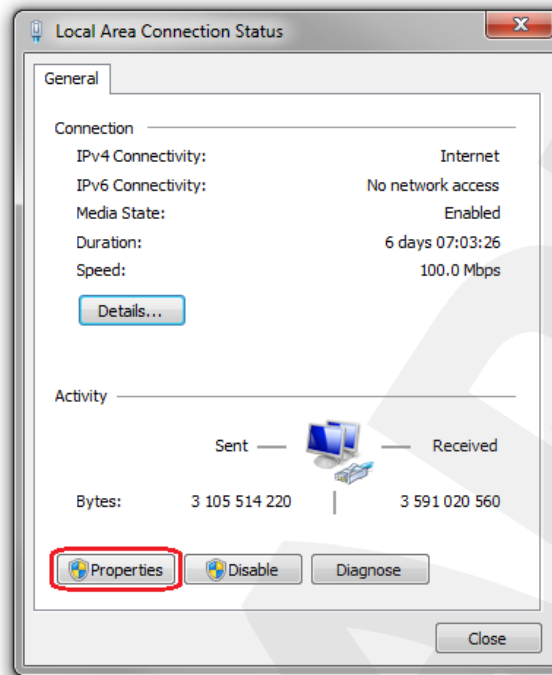 Local Area Connection Status
General
Connection
IPv4 Connectivity: Internet
IPv6 Connectivity: No network access
Media State: Enabled
Duration: 6 days 07:03:26
Speed: 100.0 Mbps
Details...
Activity
Sent Received
Bytes: 3 105 514 220 3 591 020 560
Properties Disable Diagnose
Close